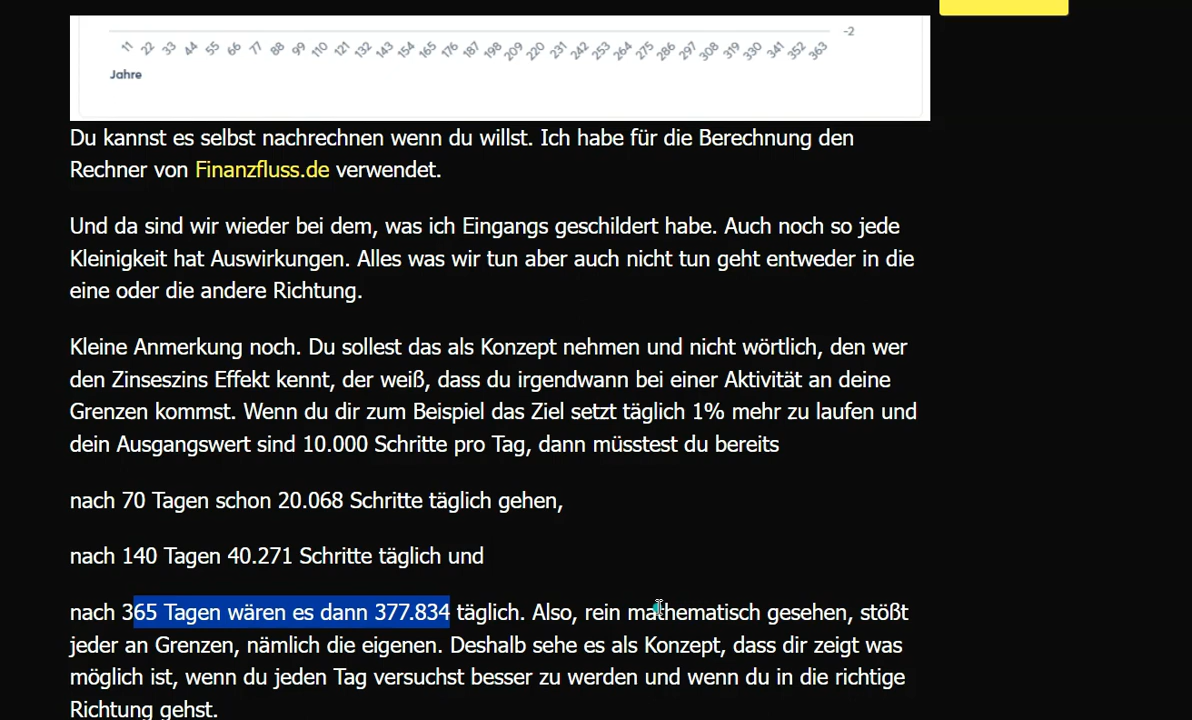 -2
11 22 33 44 55 66 77 88 99 110 121 132 143 154 165 176 187 198 209 220 231 242 253 264 275 286 297 308 319 330 341 352 363
Jahre
Du kannst es selbst nachrechnen wenn du willst. Ich habe für die Berechnung den
Rechner von Finanzfluss.de verwendet.
Und da sind wir wieder bei dem, was ich Eingangs geschildert habe. Auch noch so jede
Kleinigkeit hat Auswirkungen. Alles was wir tun aber auch nicht tun geht entweder in die
eine oder die andere Richtung.
Kleine Anmerkung noch. Du sollest das als Konzept nehmen und nicht wörtlich, den wer
den Zinseszins Effekt kennt, der weiß, dass du irgendwann bei einer Aktivität an deine
Grenzen kommst. Wenn du dir zum Beispiel das Ziel setzt täglich 1% mehr zu laufen und
dein Ausgangswert sind 10.000 Schritte pro Tag, dann müsstest du bereits
nach 70 Tagen schon 20.068 Schritte täglich gehen,
nach 140 Tagen 40.271 Schritte täglich und
nach 365 Tagen wären es dann 377.834 täglich. Also, rein mathematisch gesehen, stößt
jeder an Grenzen, nämlich die eigenen. Deshalb sehe es als Konzept, dass dir zeigt was
möglich ist, wenn du jeden Tag versuchst besser zu werden und wenn du in die richtige
Richtung gehst.